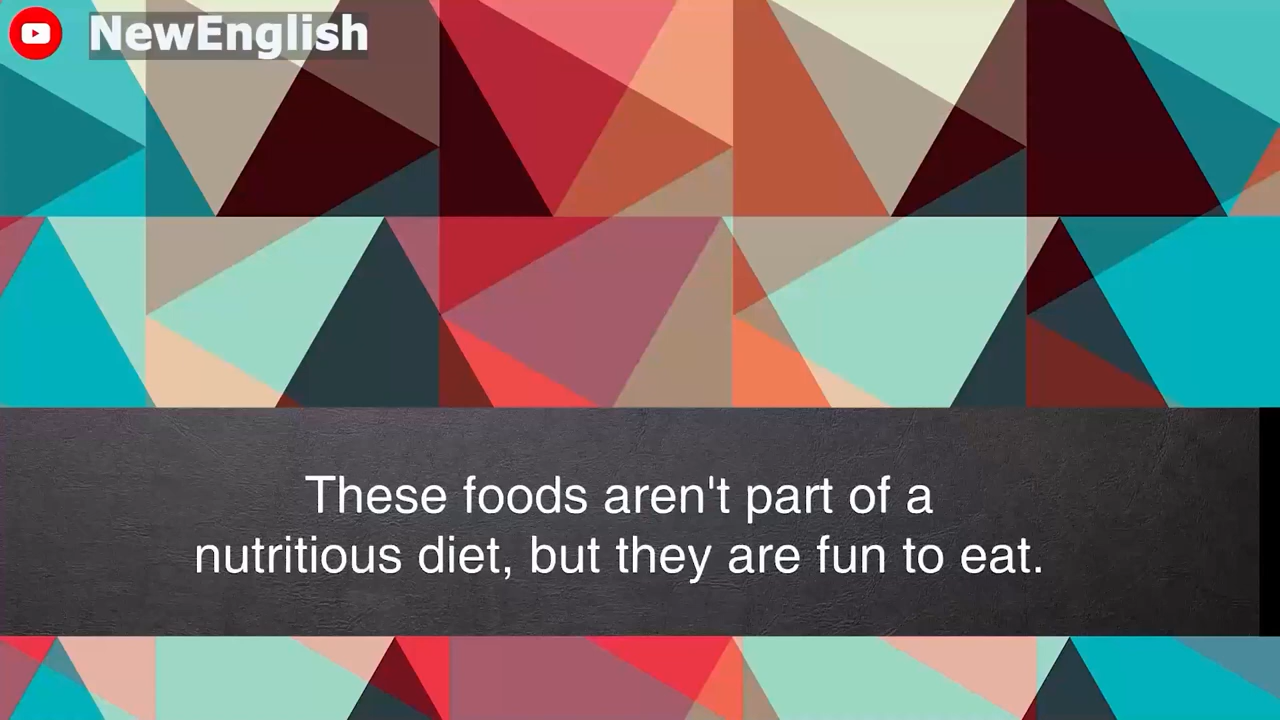 NewEnglish
These foods aren't part of a
nutritious diet, but they are fun to eat.